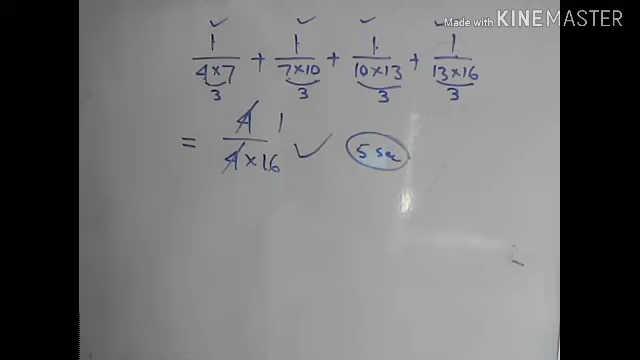 Made with KINEMASTER
1/4×7 + 1/7×10 + 1/10×13 + 1/13×16
3 3 3 3
= 4/4×16 1 5 sec